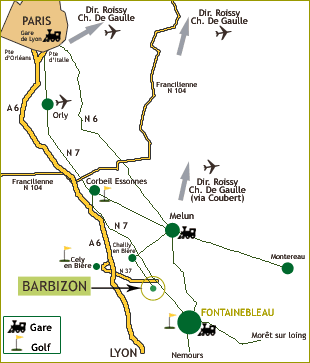 PARIS
Gare
de Lyon
Pte
d'Orléans
Pte
d'Italie
Dir. Roissy
Ch. De Gaulle
Dir. Roissy
Ch. De Gaulle
Francilienne
N 104
Orly
A 6
N 6
N 7
Francilienne
N 104
Corbeil Essonnes
Dir. Roissy
Ch. De Gaulle
(via Coubert)
N 7
Melun
A 6
Chailly
en Bière
Montereau
Cely
en Bière
N 37
BARBIZON
FONTAINEBLEAU
Gare
Golf
LYON
Nemours
Morêt sur loing